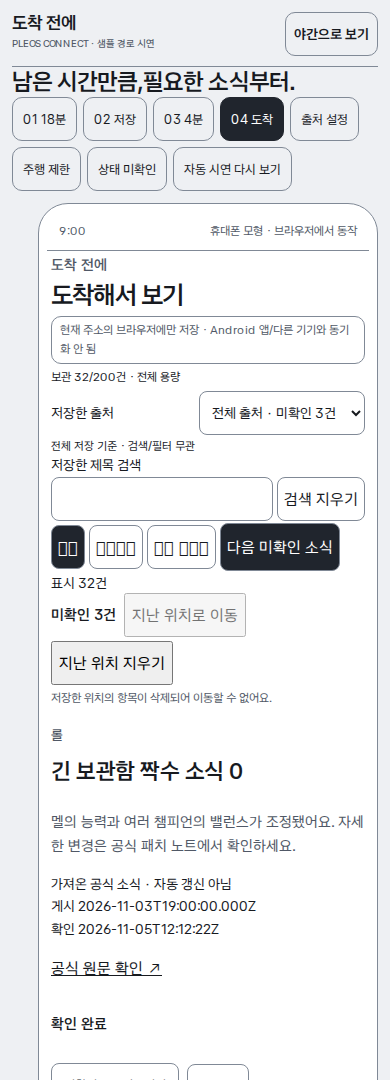 도착 전에
PLEOS CONNECT · 샘플 경로 시연
야간으로 보기
남은 시간만큼,필요한 소식부터.
01 18분
02 저장
03 4분
04 도착
출처 설정
주행 제한
상태 미확인
자동 시연 다시 보기
9:00
휴대폰 모형 · 브라우저에서 동작
도착 전에
도착해서 보기
현재 주소의 브라우저에만 저장 · Android 앱/다른 기기와 동기
화 안 됨
보관 32/200건 · 전체 용량
저장한 출처
전체 출처 · 미확인 3건
전체 저장 기준 · 검색/필터 무관
저장한 제목 검색
검색 지우기
다음 미확인 소식
표시 32건
미확인 3건
지난 위치로 이동
지난 위치 지우기
저장한 위치의 항목이 삭제되어 이동할 수 없어요.
롤
긴 보관함 짝수 소식 0
멜의 능력과 여러 챔피언의 밸런스가 조정됐어요. 자세
한 변경은 공식 패치 노트에서 확인하세요.
가져온 공식 소식 · 자동 갱신 아님
게시 2026-11-03T19:00:00.000Z
확인 2026-11-05T12:12:22Z
공식 원문 확인 ↗
확인 완료